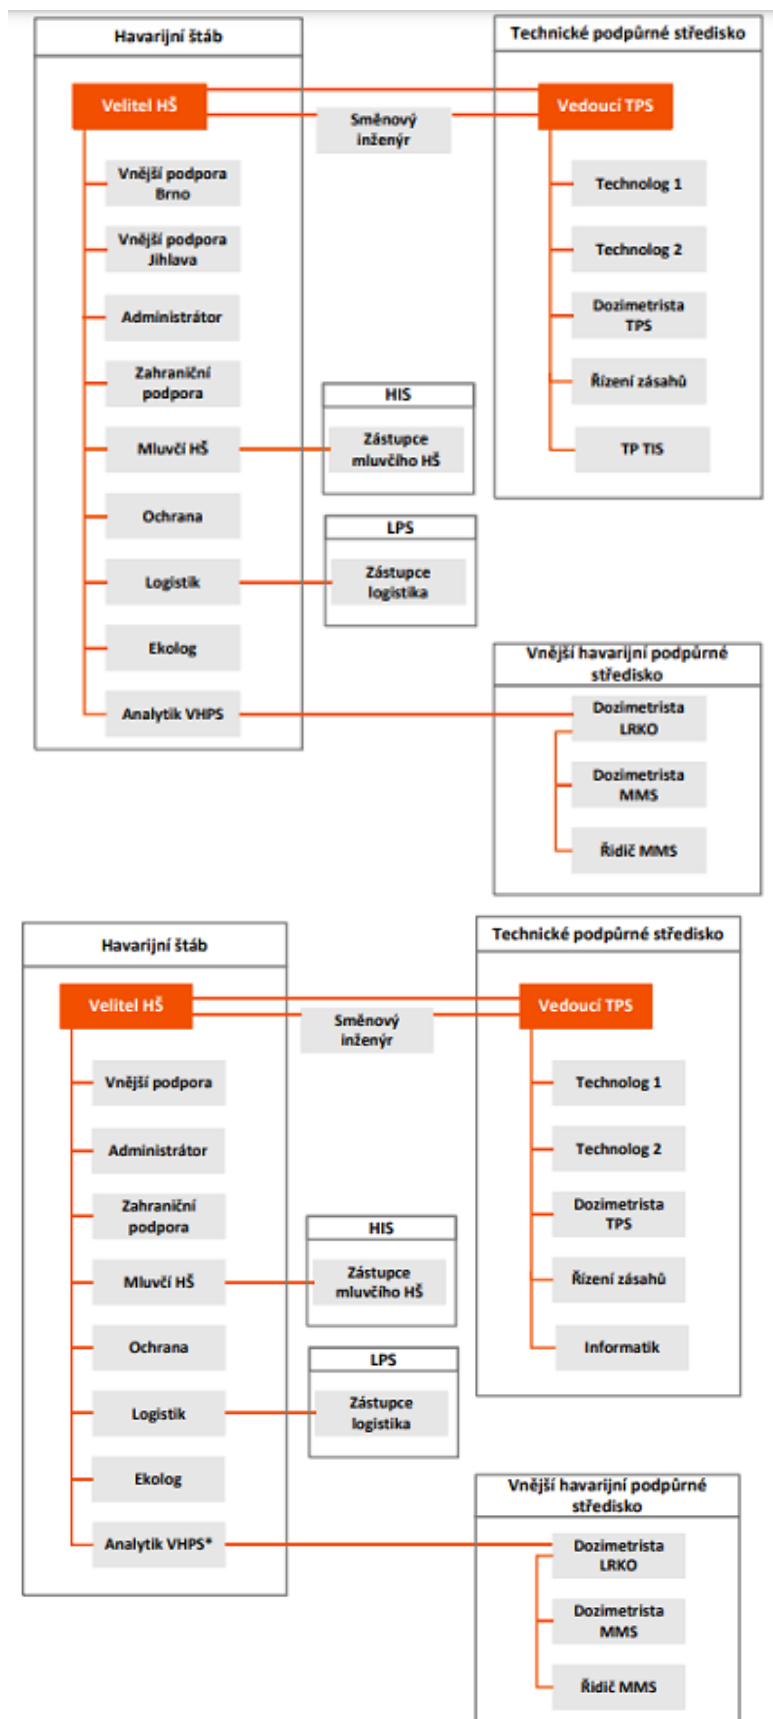 Havarijní štáb
Velitel HŠ
Vnější podpora
Brno
Vnější podpora
Jihlava
Administrátor
Zahraniční
podpora
Mluvčí HŠ
Ochrana
Logistik
Ekolog
Analytik VHPS
Směnový
inženýr
HIS
Zástupce
mluvčího HŠ
LPS
Zástupce
logistika
Technické podpůrné středisko
Vedoucí TPS
Technolog 1
Technolog 2
Dozimetrista
TPS
Řízení zásahů
TP TIS
Vnější havarijní podpůrné
středisko
Dozimetrista
LRKO
Dozimetrista
MMS
Řidič MMS
Havarijní štáb
Velitel HŠ
Vnější podpora
Administrátor
Zahraniční
podpora
Mluvčí HŠ
Ochrana
Logistik
Ekolog
Analytik VHPS*
Směnový
inženýr
HIS
Zástupce
mluvčího HŠ
LPS
Zástupce
logistika
Technické podpůrné středisko
Vedoucí TPS
Technolog 1
Technolog 2
Dozimetrista
TPS
Řízení zásahů
Informatik
Vnější havarijní podpůrné
středisko
Dozimetrista
LRKO
Dozimetrista
MMS
Řidič MMS